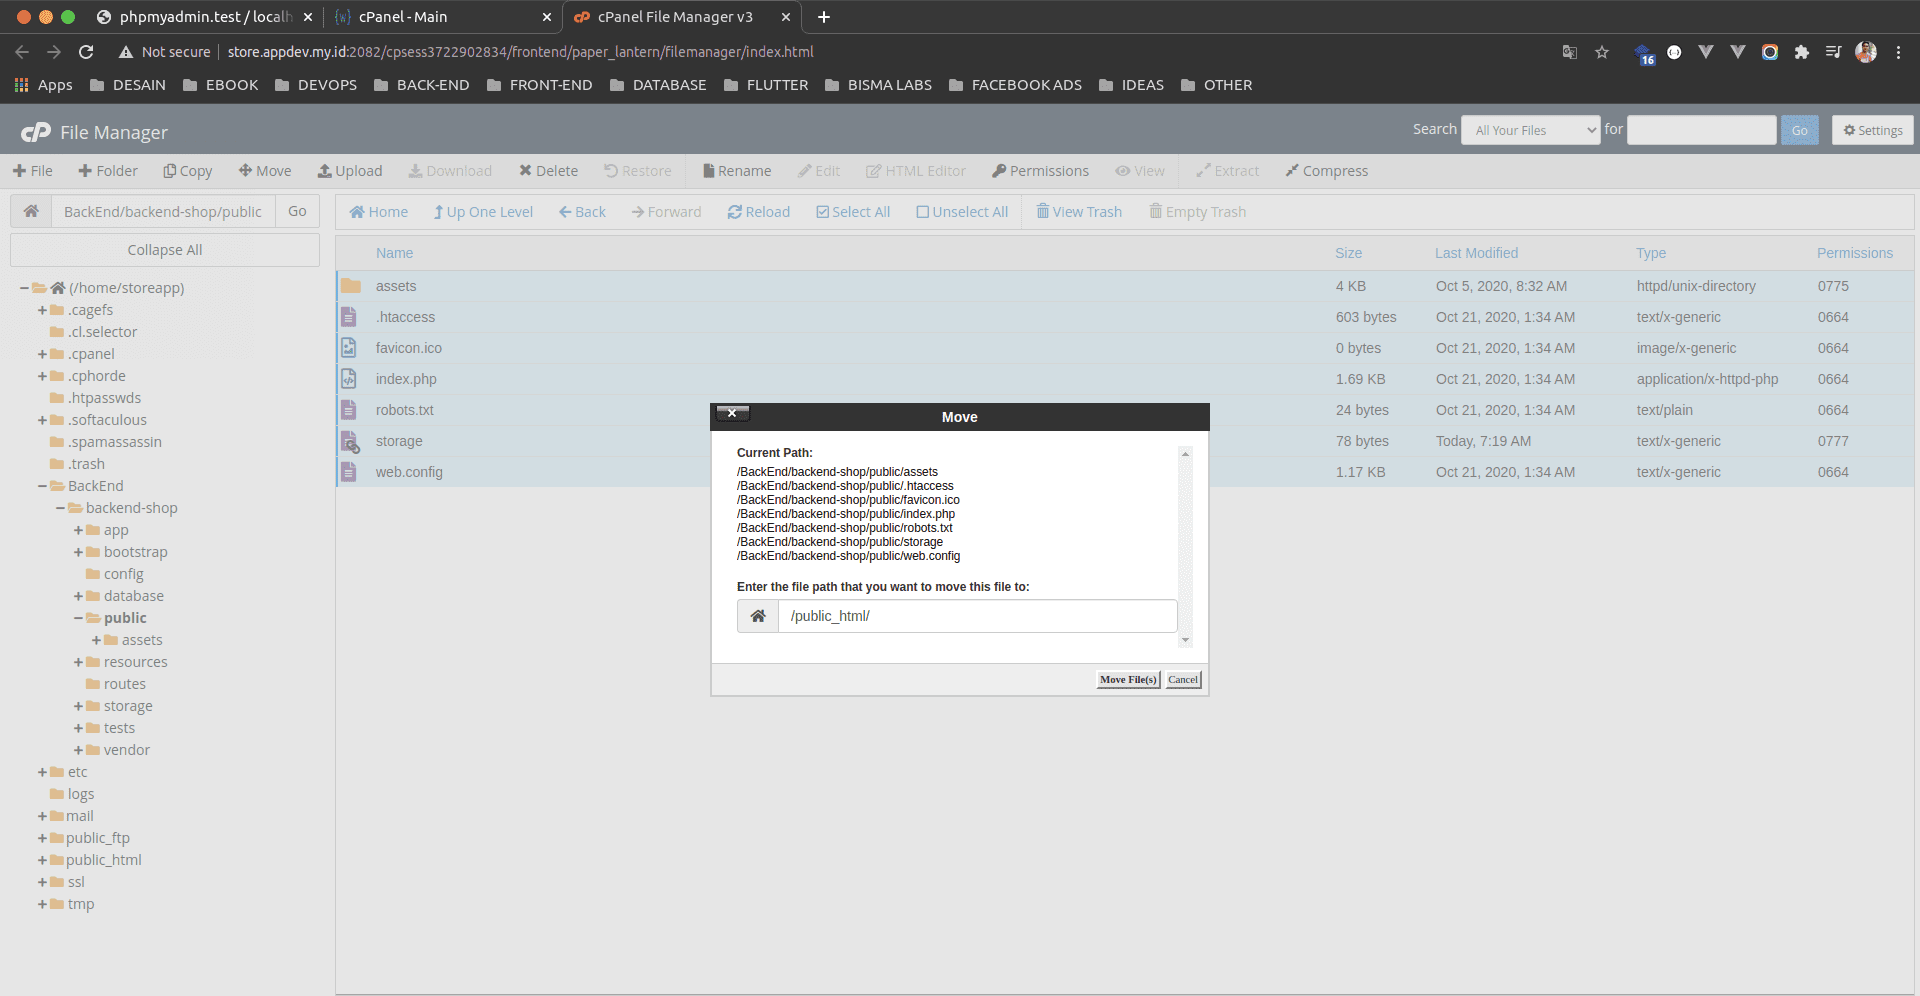 phpmyadmin.test / localh
cPanel - Main
cPanel File Manager v3
Not secure
store.appdev.my.id:2082/cpsess3722902834/frontend/paper_lantern/filemanager/index.html
16
Apps
DESAIN
EBOOK
DEVOPS
BACK-END
FRONT-END
DATABASE
FLUTTER
BISMA LABS
FACEBOOK ADS
IDEAS
OTHER
cP File Manager
Search
All Your Files
for
Go
Settings
File
Folder
Copy
Move
Upload
Download
Delete
Restore
Rename
Edit
HTML Editor
Permissions
View
Extract
Compress
BackEnd/backend-shop/public
Go
Home
Up One Level
Back
Forward
Reload
Select All
Unselect All
View Trash
Empty Trash
Collapse All
(/home/storeapp)
.cagefs
.cl.selector
.cpanel
.cphorde
.htpasswds
.softaculous
.spamassassin
.trash
BackEnd
backend-shop
app
bootstrap
config
database
public
assets
resources
routes
storage
tests
vendor
etc
logs
mail
public_ftp
public_html
ssl
tmp
Name Size Last Modified Type Permissions
assets 4 KB Oct 5, 2020, 8:32 AM httpd/unix-directory 0775
.htaccess 603 bytes Oct 21, 2020, 1:34 AM text/x-generic 0664
favicon.ico 0 bytes Oct 21, 2020, 1:34 AM image/x-generic 0664
index.php 1.69 KB Oct 21, 2020, 1:34 AM application/x-httpd-php 0664
robots.txt 24 bytes Oct 21, 2020, 1:34 AM text/plain 0664
storage 78 bytes Today, 7:19 AM text/x-generic 0777
web.config 1.17 KB Oct 21, 2020, 1:34 AM text/x-generic 0664
Move
Current Path:
/BackEnd/backend-shop/public/assets
/BackEnd/backend-shop/public/.htaccess
/BackEnd/backend-shop/public/favicon.ico
/BackEnd/backend-shop/public/index.php
/BackEnd/backend-shop/public/robots.txt
/BackEnd/backend-shop/public/storage
/BackEnd/backend-shop/public/web.config
Enter the file path that you want to move this file to:
/public_html/
Move File(s)
Cancel